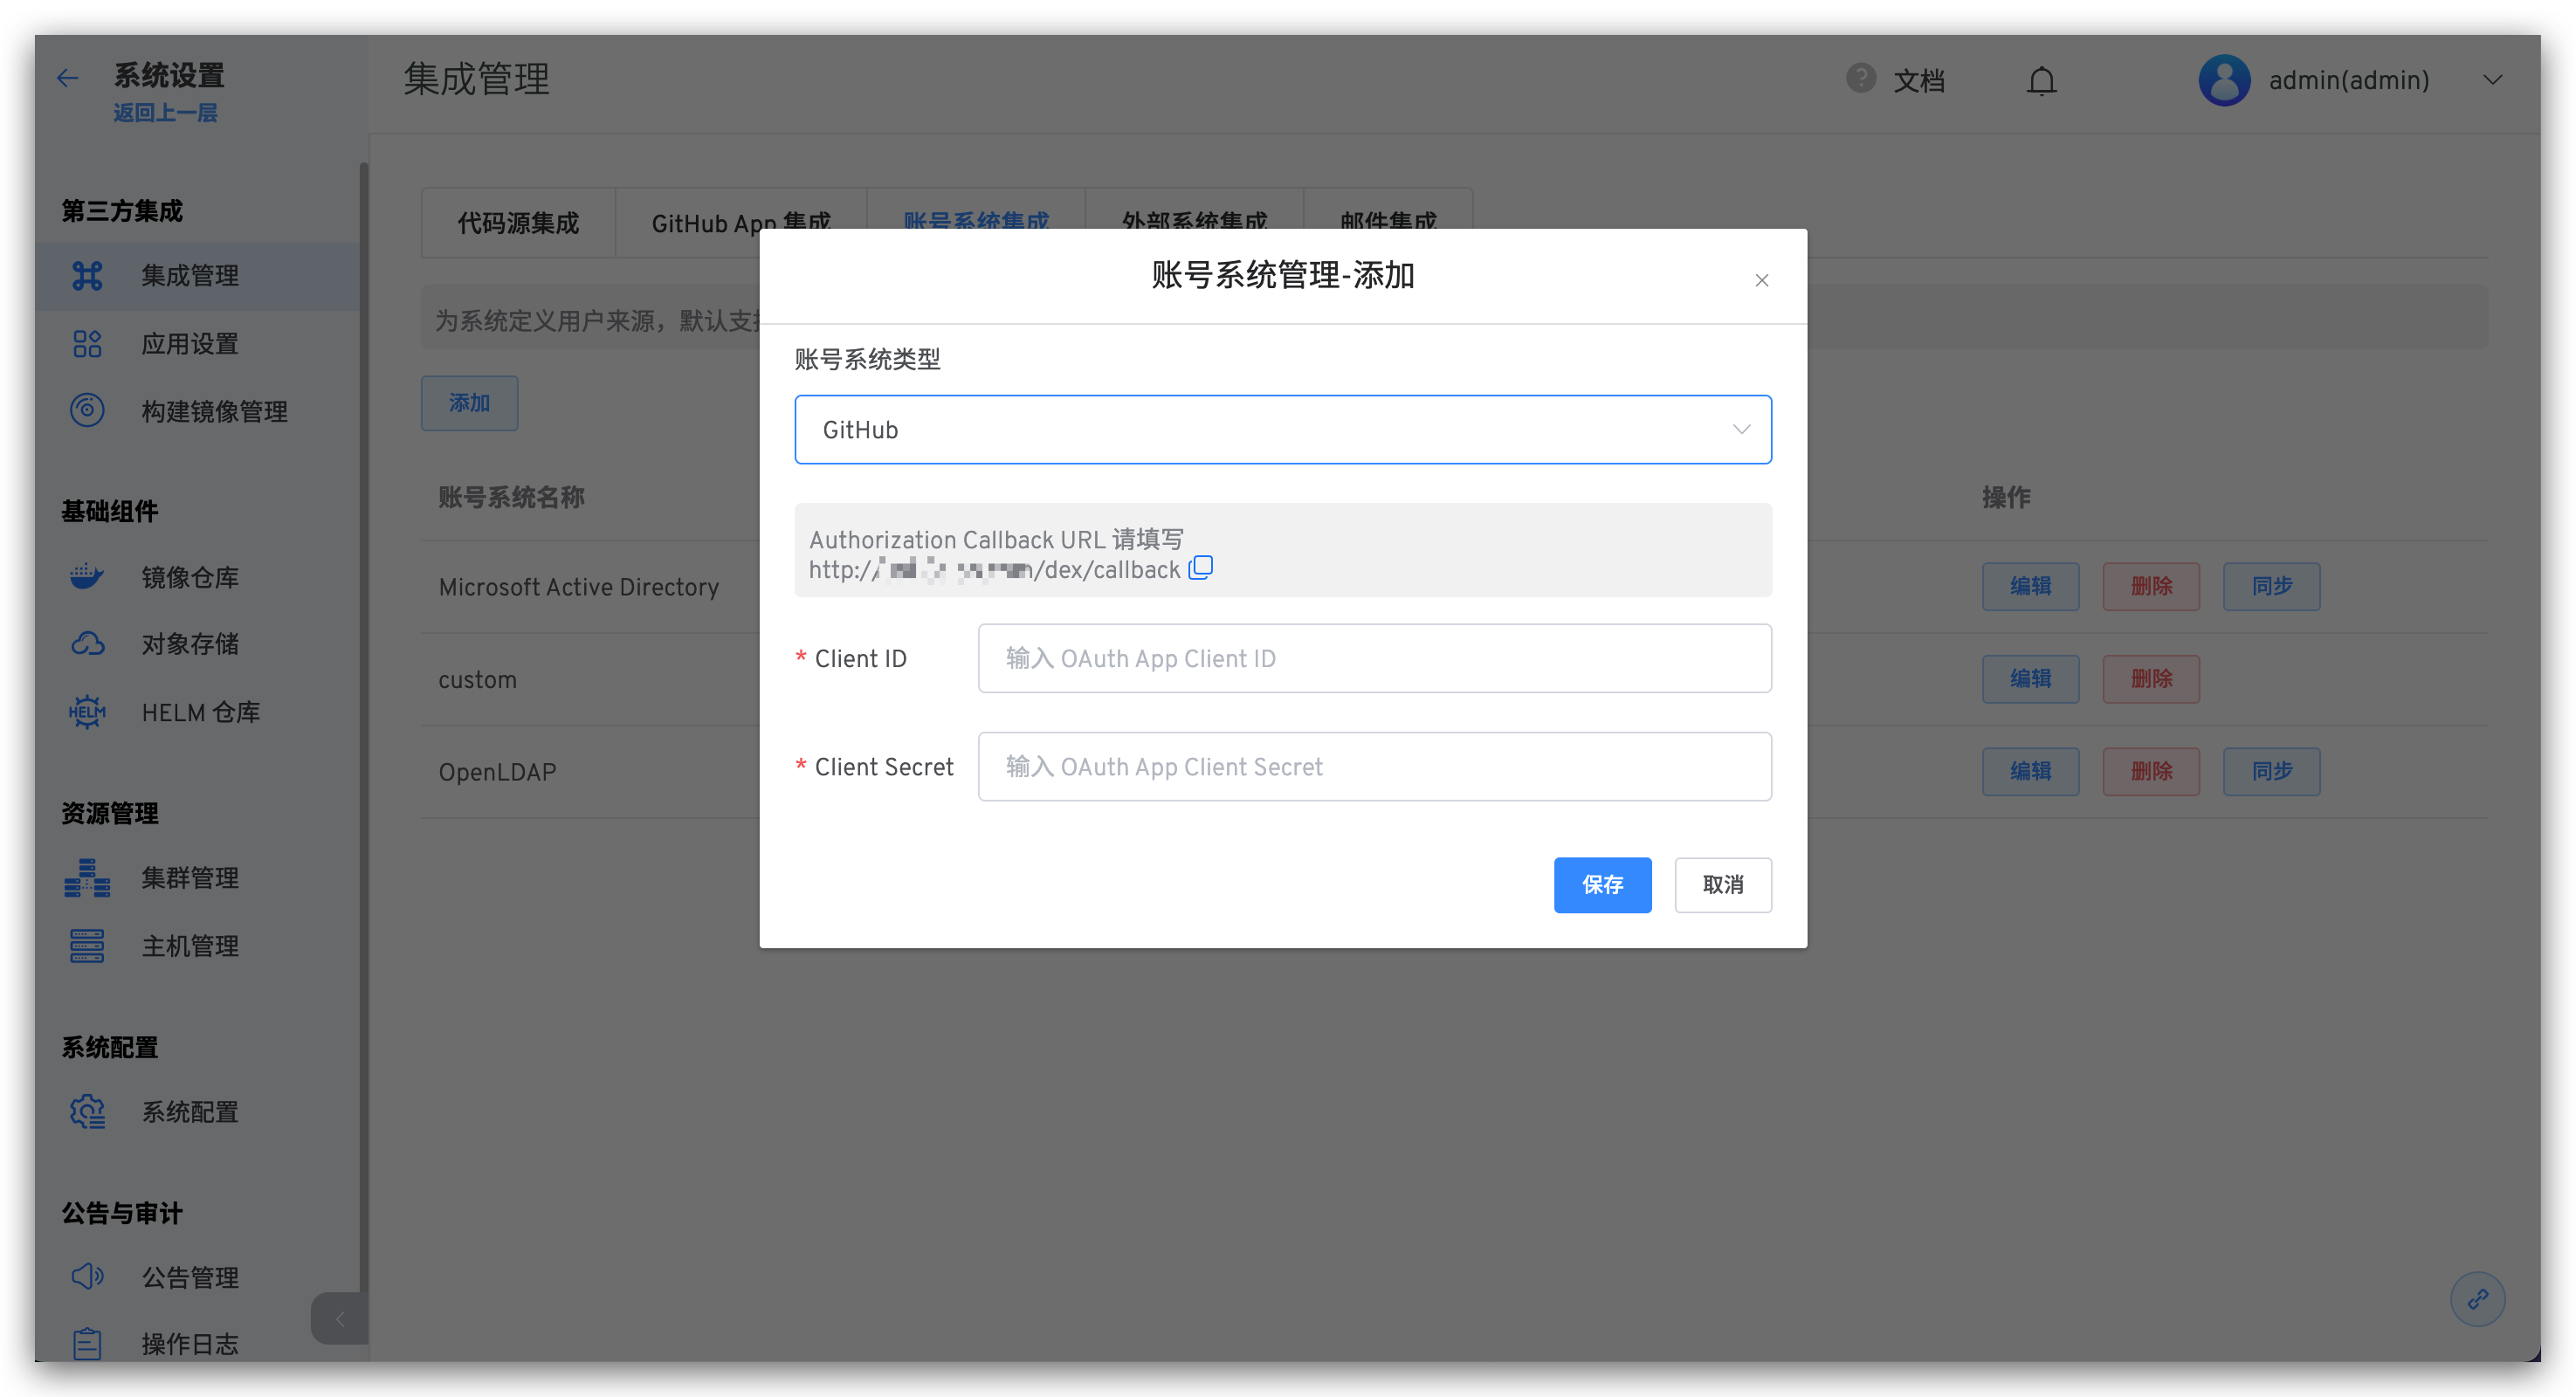 系统设置
返回上一层
第三方集成
集成管理
应用设置
构建镜像管理
基础组件
镜像仓库
对象存储
HELM
HELM 仓库
资源管理
集群管理
主机管理
系统配置
系统配置
公告与审计
公告管理
操作日志
集成管理
文档
admin(admin)
代码源集成
GitHub App 集成
账号系统集成
外部系统集成
邮件集成
为系统定义用户来源，默认支
添加
账号系统名称
操作
Microsoft Active Directory
编辑 删除 同步
custom
编辑 删除
OpenLDAP
编辑 删除 同步
账号系统管理-添加
账号系统类型
GitHub
Authorization Callback URL 请填写
http:// /dex/callback
* Client ID
输入 OAuth App Client ID
* Client Secret
输入 OAuth App Client Secret
保存
取消